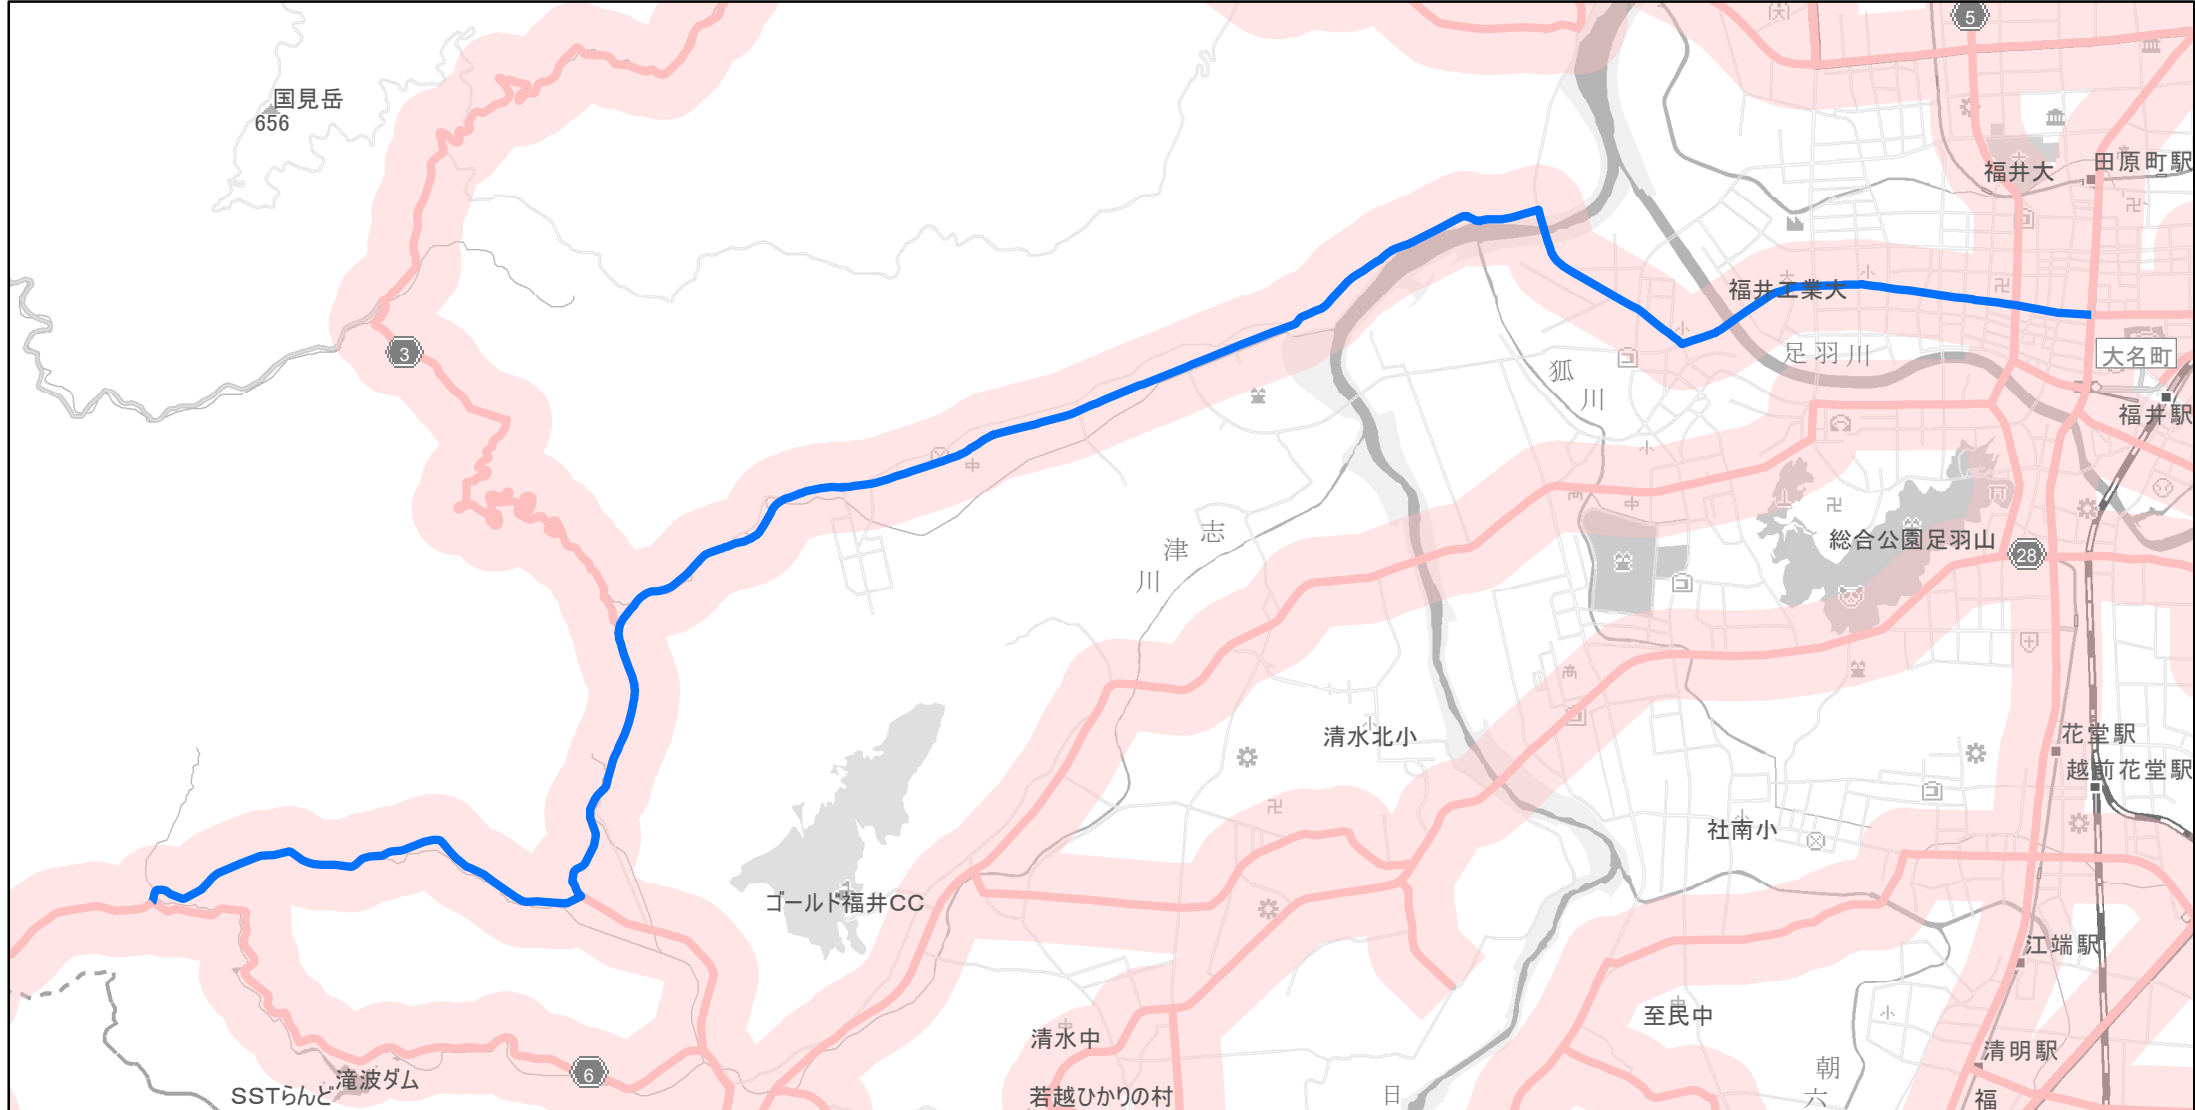 5
国見岳
656
福井大
田原町駅
福井工業大
3
足羽川
大名町
狐川
福井駅
志津川
総合公園足羽山
28
清水北小
花堂駅
越前花堂駅
社南小
ゴールド福井CC
江端駅
至民中
清水中
清明駅
6
滝波ダム
SSTらんど
若越ひかりの村
日
朝六
福